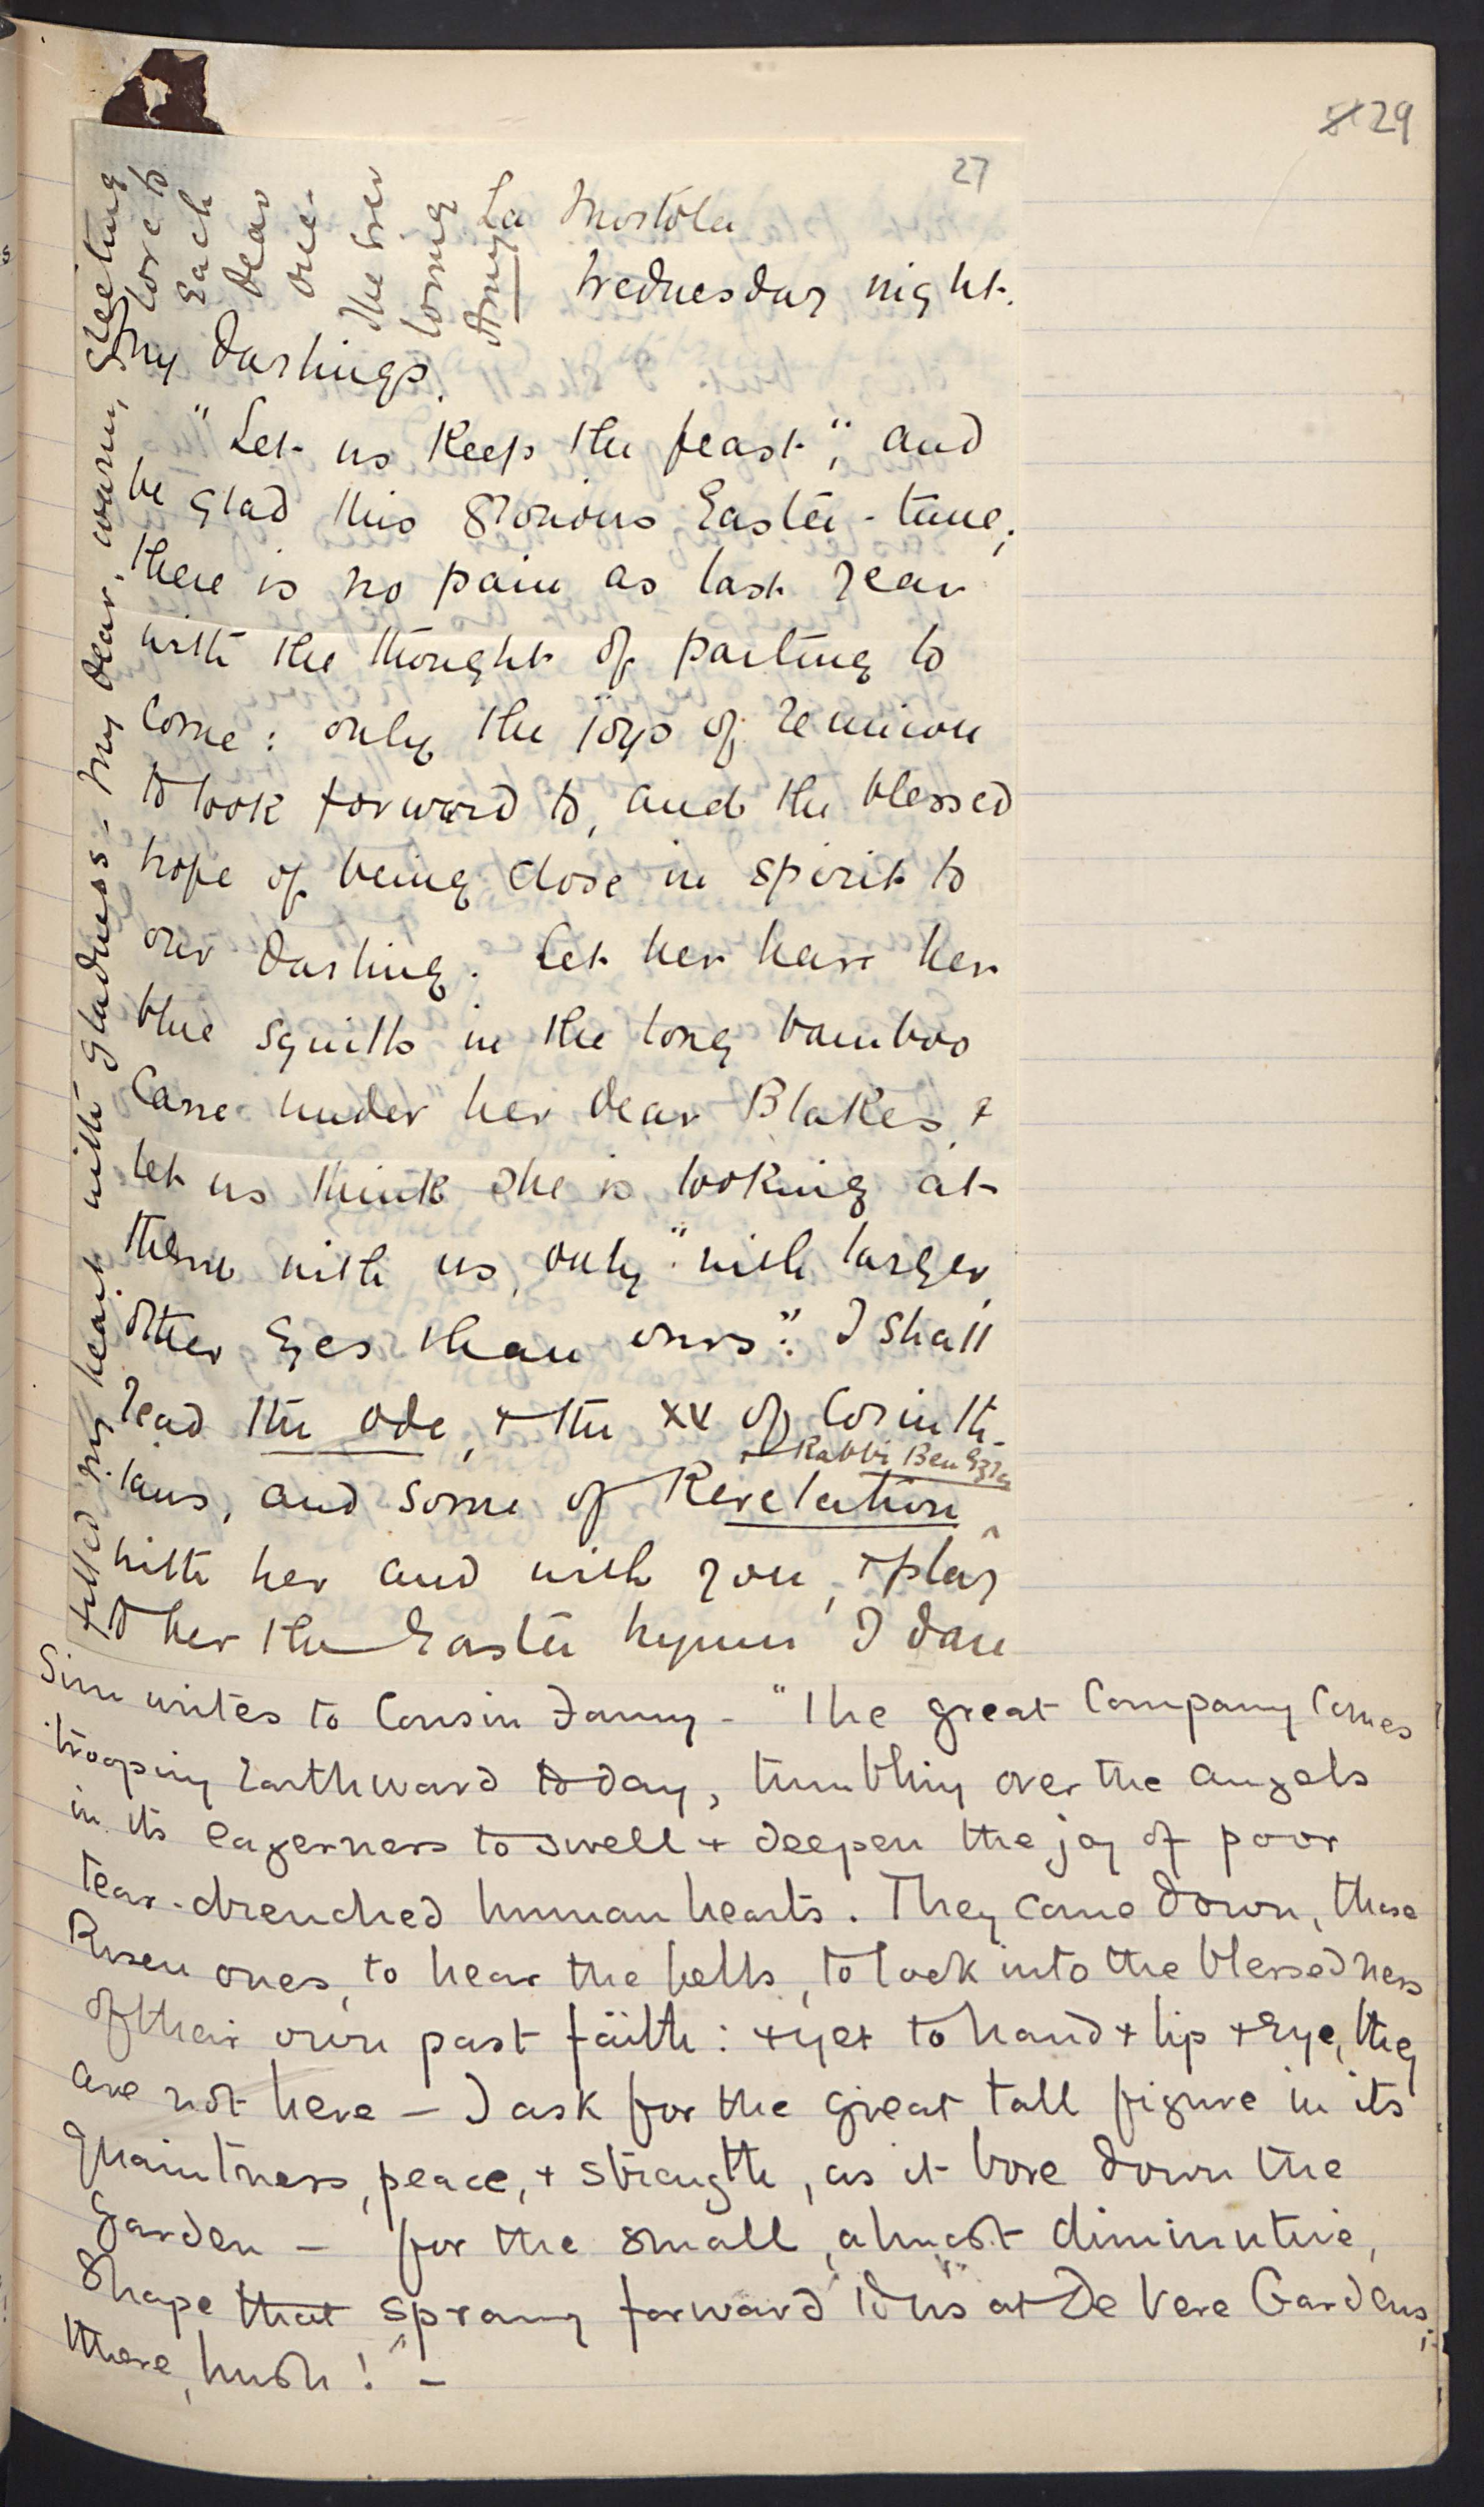 29
27
La Mortola
Wednesday night.
My Darlings.
"Let us keep the feast", and
be glad this glorious Easter-time;
there is no pain as last year
with the thought of parting to
come: only the joys of reunion
to look forward to, and the blessed
hope of being close in spirit to
our darling. Let her have her
blue squills in the long bamboo
cane under her dear Blakes, &
let us think she is looking at
them with us, only "with larger,
other eyes than ours". I shall
read the ode, & the XV of Corinth-
+ Rabbi Ben Ezra
ians, and some of Revelation ^
with her and with you, & play
to her the Easter hymn I dare
filled my heart with gladness - My dear, warm, greeting
love to
each
dear
one.
The ever
loving
Amy
Sim writes to Cousin Fanny - "The great Company comes
trooping Earthward to day, tumbling over the angels
in its eagerness to swell & deepen the joy of poor
tear-drenched human hearts. They come down, these
Risen ones, to hear the bells, to look into the blessedness
of their own past faith: & yet to hand & lip & eye, they
are not here - I ask for the great tall figure in its
quaintness, peace, & strength, as it bore down the
garden - for the small, almost diminutive,
shape that sprang forward to us at De Vere Gardens;-
there, hush!" -